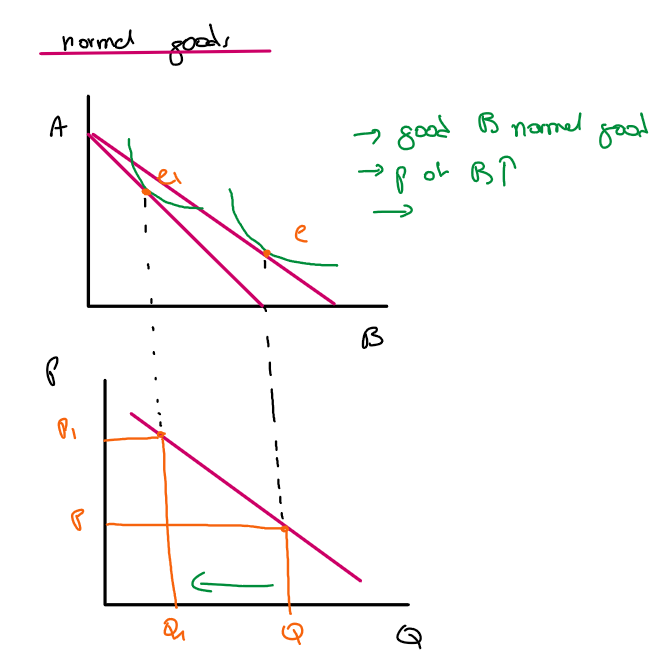 normal goods
A
→ good B normal good
→ P of B↑
→
e1
e
B
P
P1
P
Q1
Q
Q